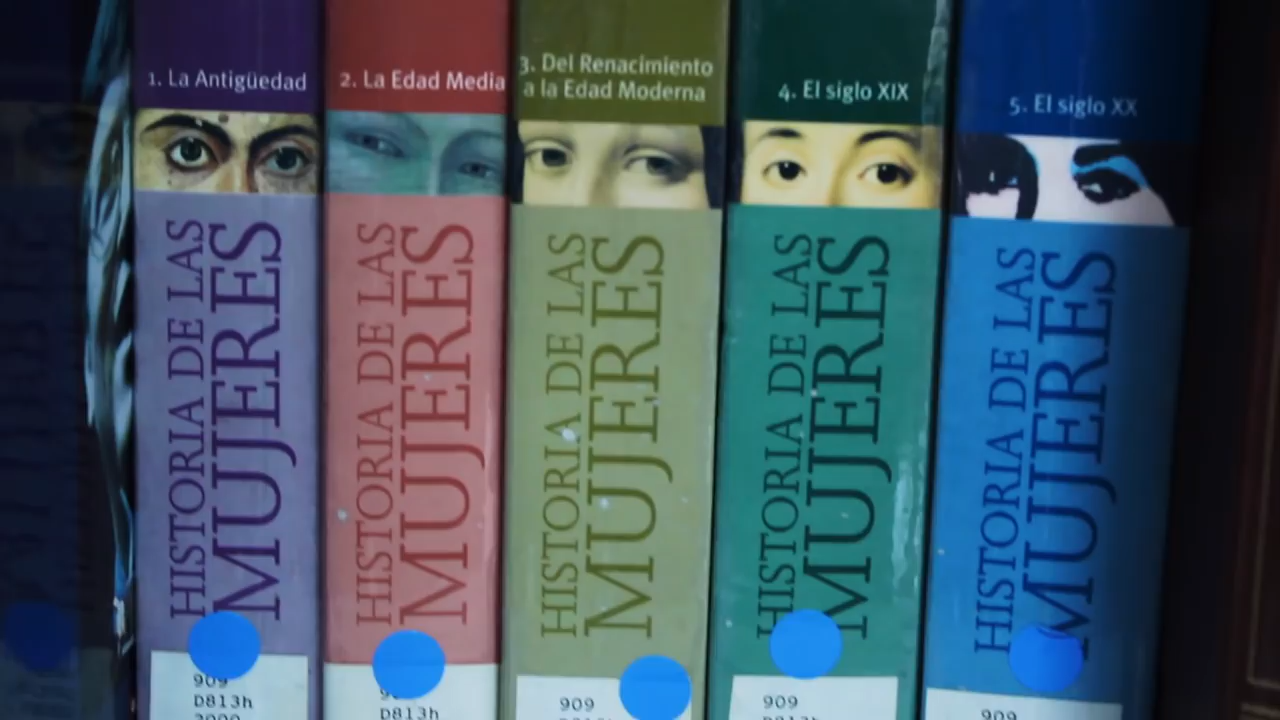 1. La Antigüedad
HISTORIA DE LAS
MUJERES
909
D813h
2. La Edad Media
HISTORIA DE LAS
MUJERES
D813h
3. Del Renacimiento
a la Edad Moderna
HISTORIA DE LAS
MUJERES
909
4. El siglo XIX
HISTORIA DE LAS
MUJERES
909
D813h
5. El siglo XX
HISTORIA DE LAS
MUJERES
909